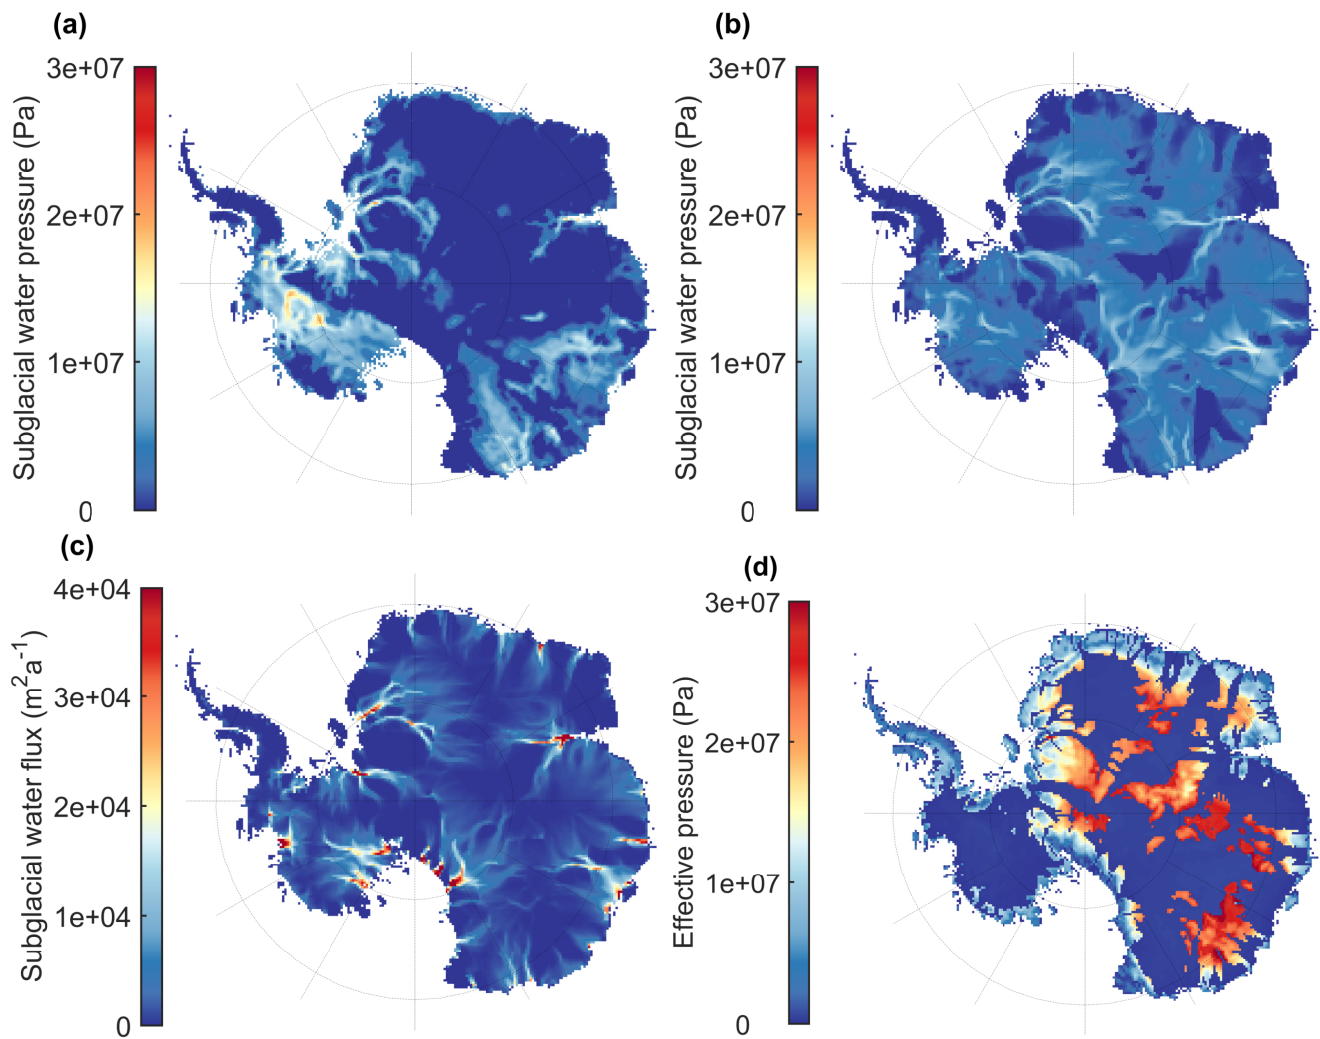 (a)
3e+07
2e+07
1e+07
0
Subglacial water pressure (Pa)
(b)
3e+07
2e+07
1e+07
0
Subglacial water pressure (Pa)
(c)
4e+04
3e+04
2e+04
1e+04
0
Subglacial water flux (m²a⁻¹)
(d)
3e+07
2e+07
1e+07
0
Effective pressure (Pa)